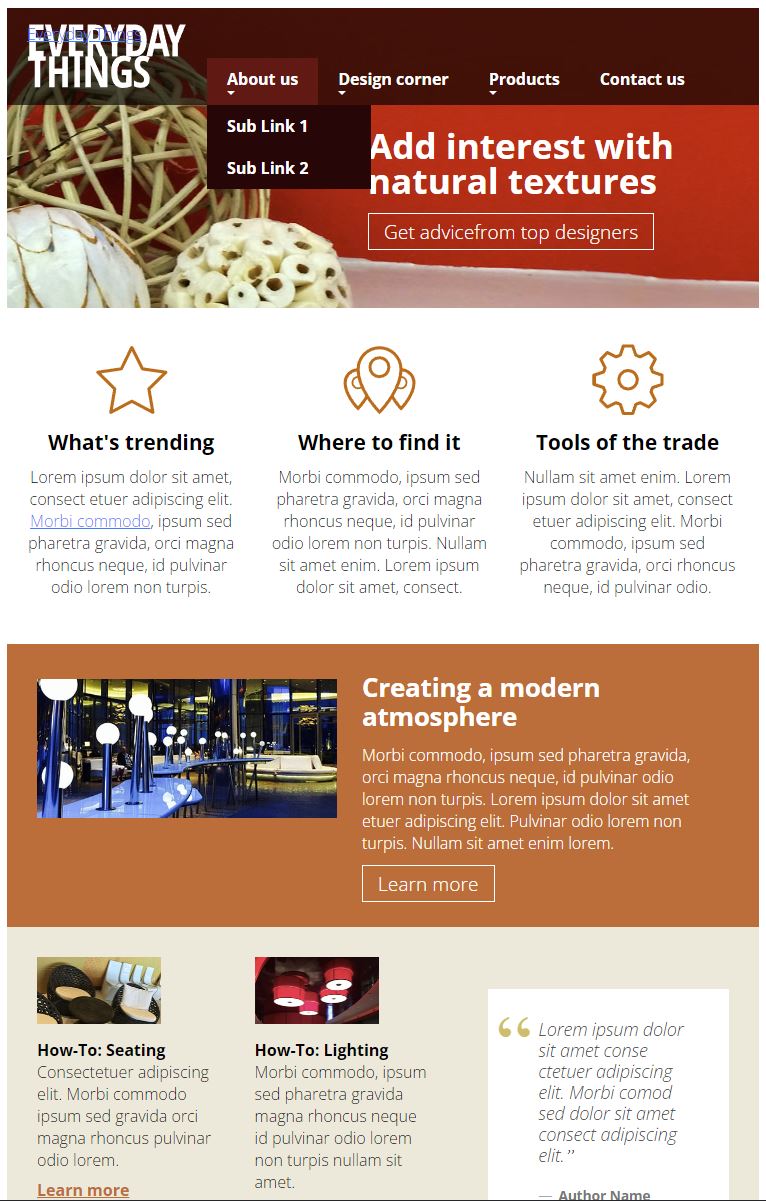 EVERYDAY
THINGS
Everyday Things
About us
Design corner
Products
Contact us
Sub Link 1
Sub Link 2
Add interest with
natural textures
Get advicefrom top designers
What's trending
Lorem ipsum dolor sit amet,
consect etuer adipiscing elit.
Morbi commodo, ipsum sed
pharetra gravida, orci magna
rhoncus neque, id pulvinar
odio lorem non turpis.
Where to find it
Morbi commodo, ipsum sed
pharetra gravida, orci magna
rhoncus neque, id pulvinar
odio lorem non turpis. Nullam
sit amet enim. Lorem ipsum
dolor sit amet, consect.
Tools of the trade
Nullam sit amet enim. Lorem
ipsum dolor sit amet, consect
etuer adipiscing elit. Morbi
commodo, ipsum sed
pharetra gravida, orci rhoncus
neque, id pulvinar odio.
Creating a modern
atmosphere
Morbi commodo, ipsum sed pharetra gravida,
orci magna rhoncus neque, id pulvinar odio
lorem non turpis. Lorem ipsum dolor sit amet
etuer adipiscing elit. Pulvinar odio lorem non
turpis. Nullam sit amet enim lorem.
Learn more
How-To: Seating
Consectetuer adipiscing
elit. Morbi commodo
ipsum sed gravida orci
magna rhoncus pulvinar
odio lorem.
Learn more
How-To: Lighting
Morbi commodo, ipsum
sed pharetra gravida
magna rhoncus neque
id pulvinar odio lorem
non turpis nullam sit
amet.
“ Lorem ipsum dolor
sit amet conse
ctetuer adipiscing
elit. Morbi comod
sed dolor sit amet
consect adipiscing
elit.”
— Author Name